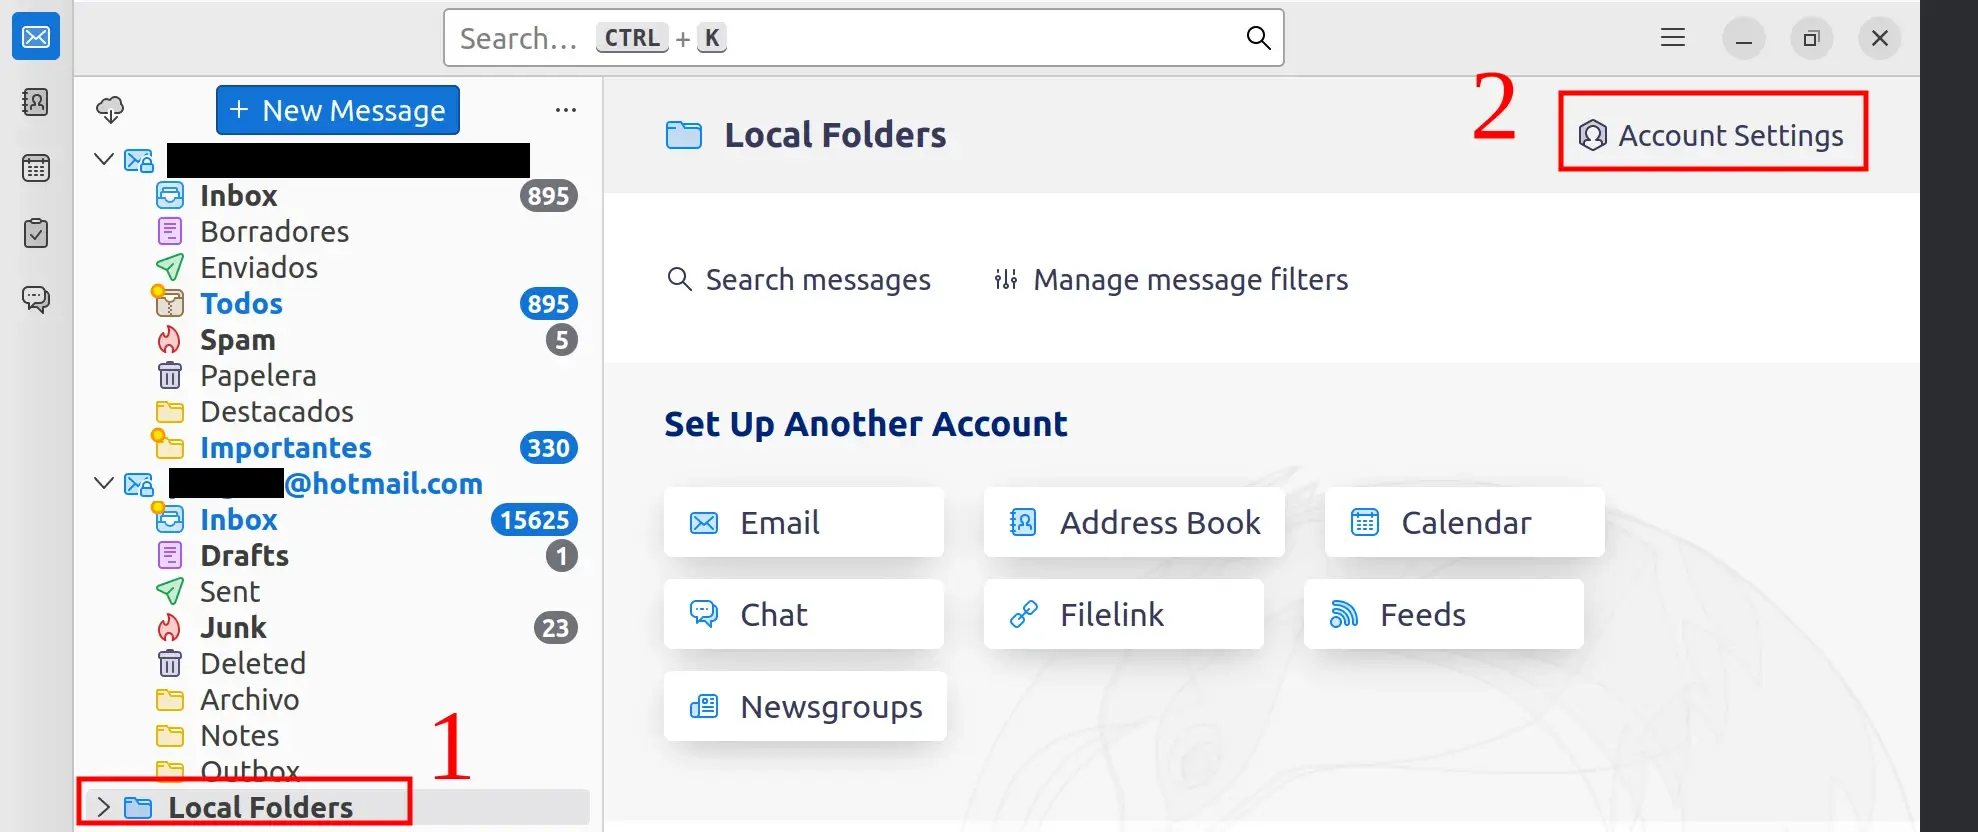 Search... CTRL + K
+ New Message ...
Inbox 895
Borradores
Enviados
Todos 895
Spam 5
Papelera
Destacados
Importantes 330
@hotmail.com
Inbox 15625
Drafts 1
Sent
Junk 23
Deleted
Archivo
Notes
Outbox
Local Folders
1
Local Folders
2
Account Settings
Search messages Manage message filters
Set Up Another Account
Email Address Book Calendar
Chat Filelink Feeds
Newsgroups